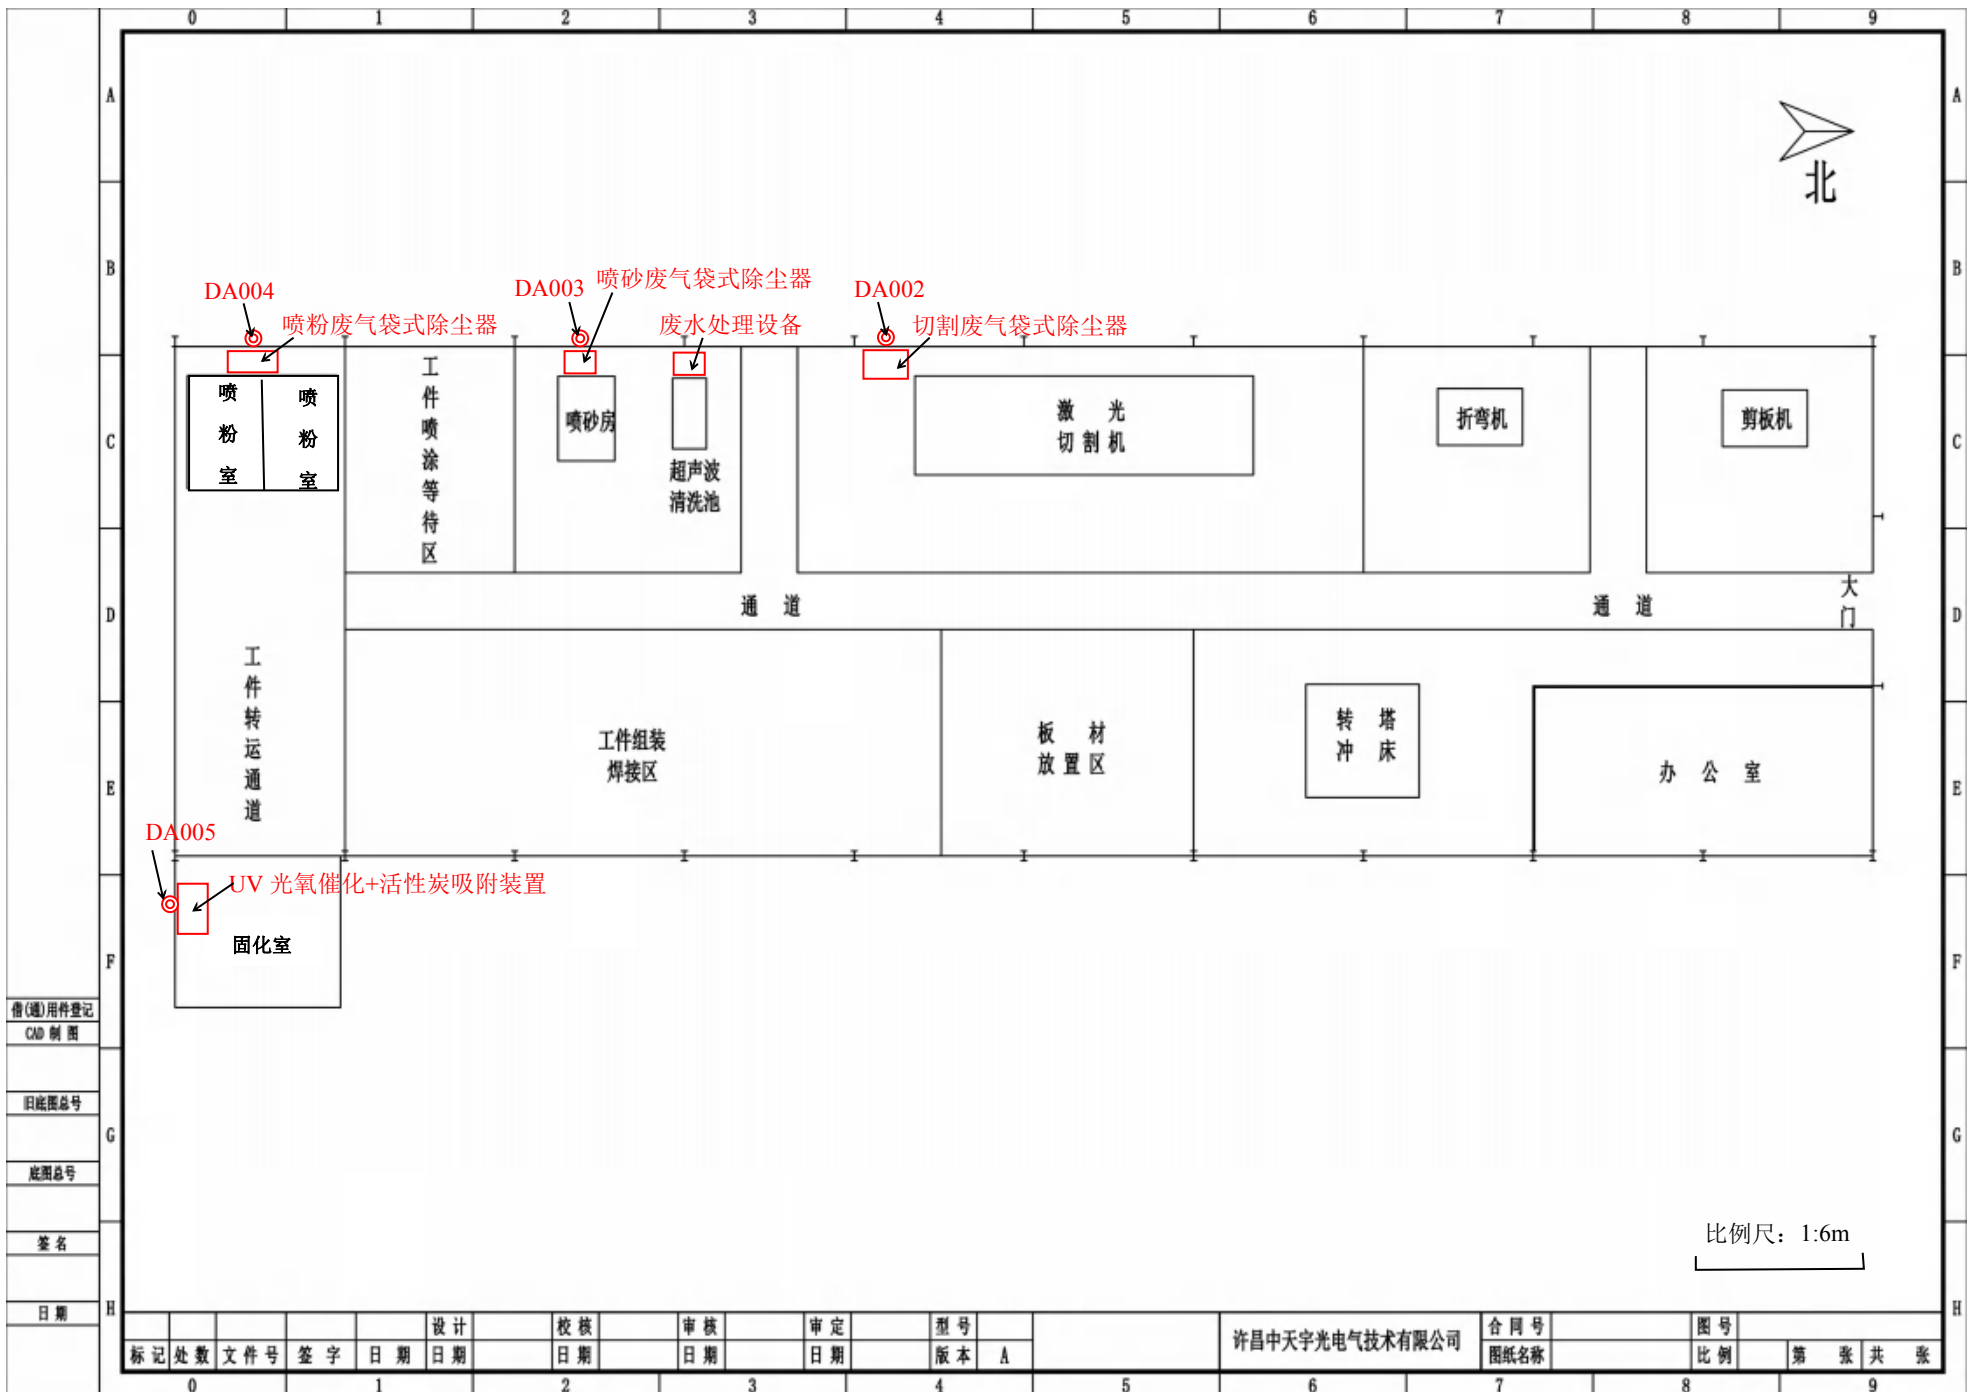 0 1 2 3 4 5 6 7 8 9
A A
北
B B
DA004
DA003
喷砂废气袋式除尘器
DA002
喷粉废气袋式除尘器
废水处理设备
切割废气袋式除尘器
喷粉室
喷粉室
工件喷涂等待区
喷砂房
超声波
清洗池
激 光
切 割 机
折弯机
剪板机
C C
通 道
通 道
大门
D D
工件转运通道
工件组装
焊接区
板 材
放 置 区
转 塔
冲 床
办 公 室
E E
DA005
UV 光氧催化+活性炭吸附装置
固化室
F F
借(通)用件登记
CAD 制 图
旧底图总号
G G
底图总号
签 名
比例尺：1:6m
日 期
H H
设 计 校 核 审 核 审 定 型 号 许昌中天宇光电气技术有限公司 合 同 号 图 号
标 记 处 数 文 件 号 签 字 日 期 日 期 日 期 日 期 日 期 版 本 A 图纸名称 比 例 第 张 共 张
0 1 2 3 4 5 6 7 8 9